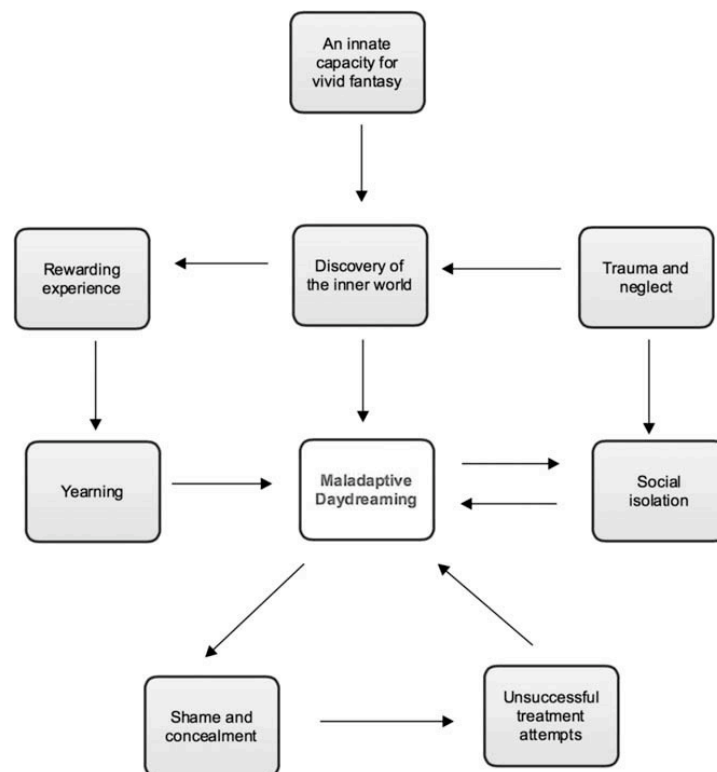 An innate
capacity for
vivid fantasy
Rewarding
experience
Discovery of
the inner world
Trauma and
neglect
Yearning
Maladaptive
Daydreaming
Social
isolation
Shame and
concealment
Unsuccessful
treatment
attempts